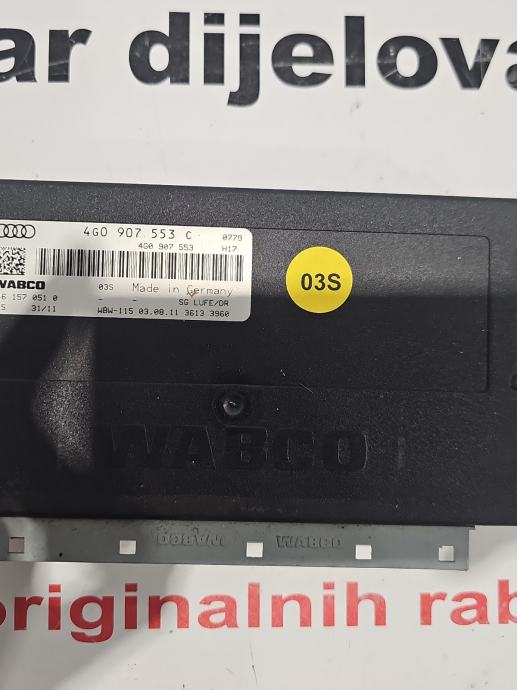 ar dijelova
4G0 907 553 C 0779
4G0 907 553 H17
WABCO 03S Made in Germany
6 157 051 0 - - SG LUFE/DR
S 31/11 WBW-115 03.08.11 3613 3960
03S
WABCO
WABCO WABCO
originalnih rab